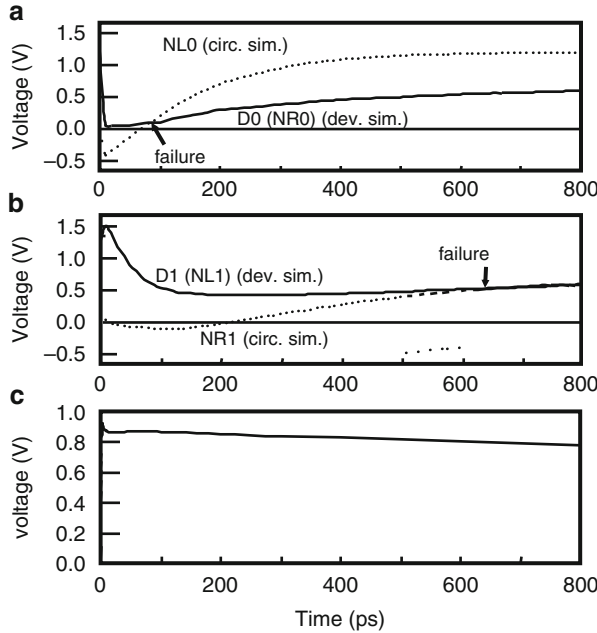 a
Voltage (V)
1.5
1.0
0.5
0.0
–0.5
NL0 (circ. sim.)
D0 (NR0) (dev. sim.)
failure
0 200 400 600 800
b
Voltage (V)
1.5
1.0
0.5
0.0
–0.5
D1 (NL1) (dev. sim.)
failure
NR1 (circ. sim.)
0 200 400 600 800
c
voltage (V)
1.0
0.8
0.6
0.4
0.2
0.0
0 200 400 600 800
Time (ps)